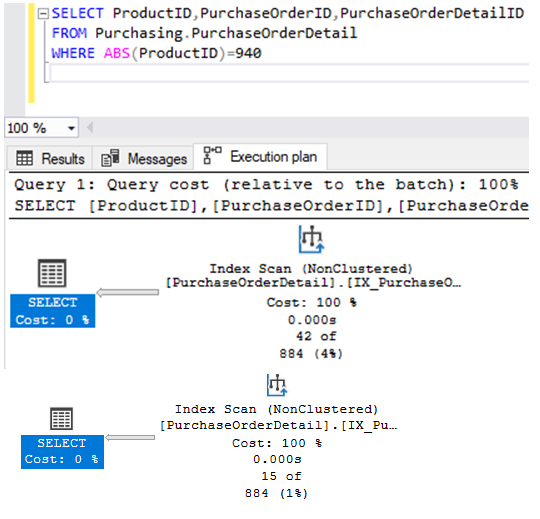 SELECT ProductID,PurchaseOrderID,PurchaseOrderDetailID
FROM Purchasing.PurchaseOrderDetail
WHERE ABS(ProductID)=940
100 %
Results Messages Execution plan
Query 1: Query cost (relative to the batch): 100%
SELECT [ProductID],[PurchaseOrderID],[PurchaseOrde
Index Scan (NonClustered)
[PurchaseOrderDetail].[IX_PurchaseO…
SELECT
Cost: 0 %
Cost: 100 %
0.000s
42 of
884 (4%)
Index Scan (NonClustered)
[PurchaseOrderDetail].[IX_Pu…
SELECT
Cost: 0 %
Cost: 100 %
0.000s
15 of
884 (1%)